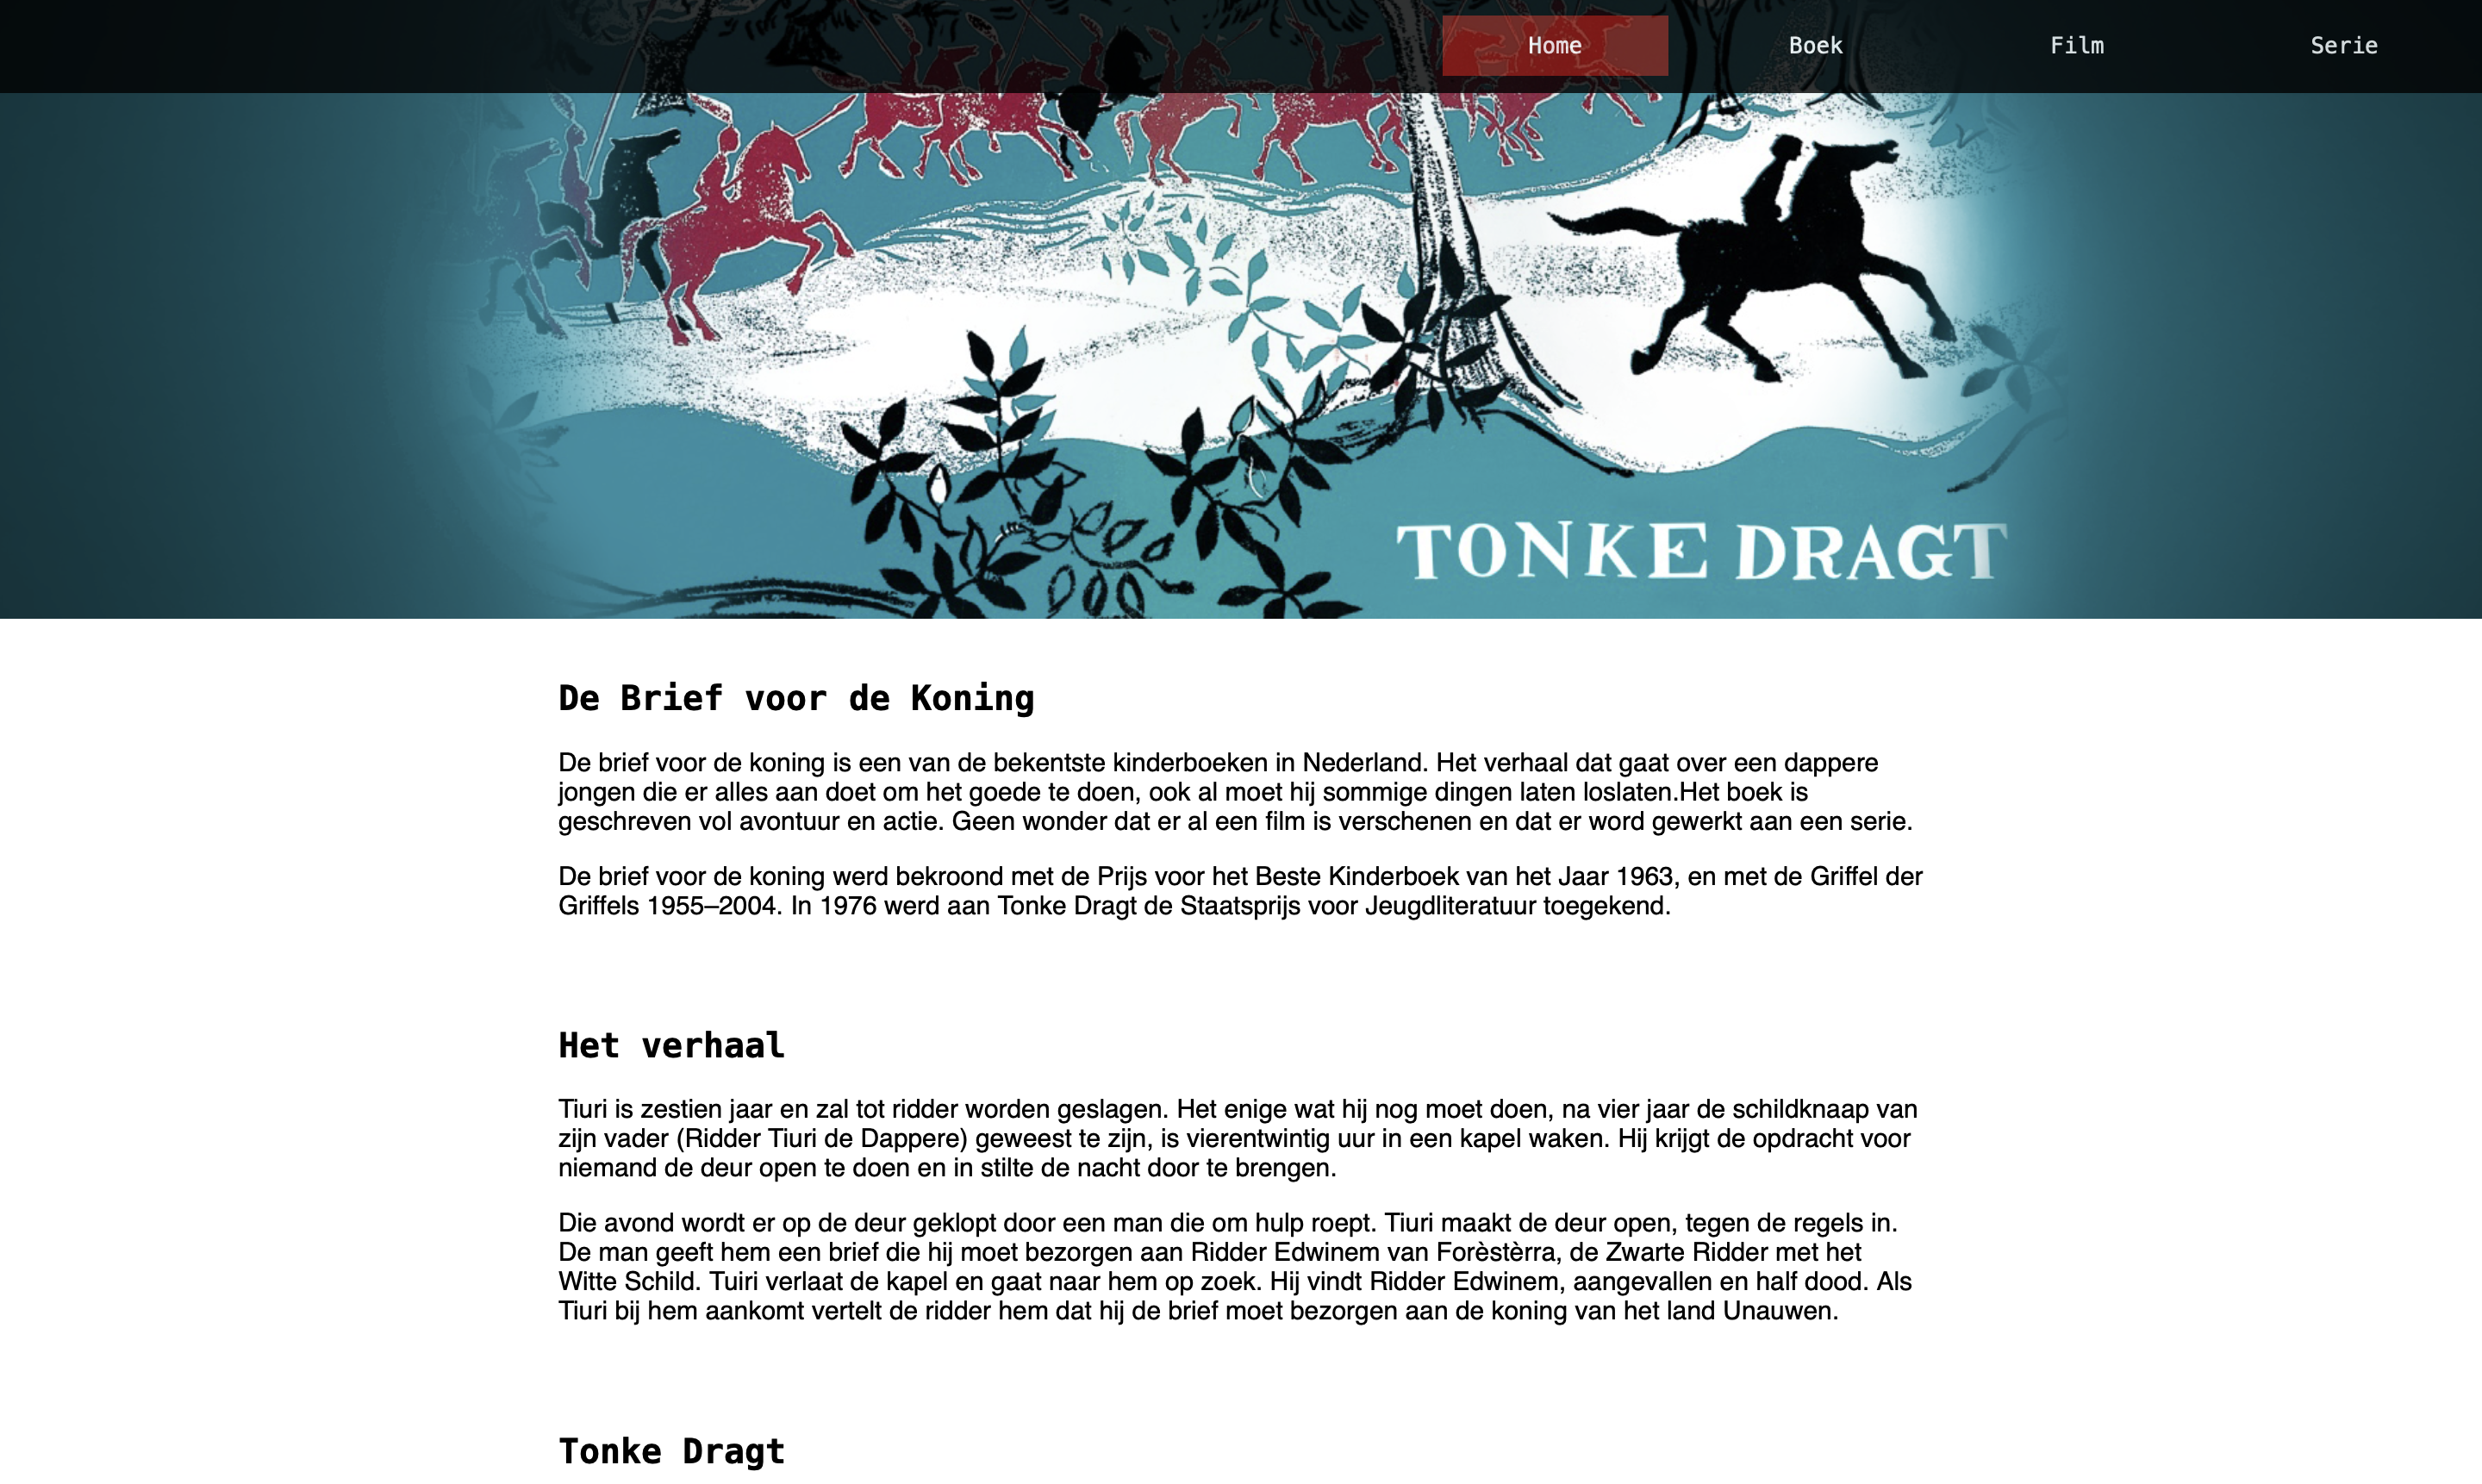 Home
Boek
Film
Serie
TONKE DRAGT
De Brief voor de Koning
De brief voor de koning is een van de bekentste kinderboeken in Nederland. Het verhaal dat gaat over een dappere
jongen die er alles aan doet om het goede te doen, ook al moet hij sommige dingen laten loslaten.Het boek is
geschreven vol avontuur en actie. Geen wonder dat er al een film is verschenen en dat er word gewerkt aan een serie.
De brief voor de koning werd bekroond met de Prijs voor het Beste Kinderboek van het Jaar 1963, en met de Griffel der
Griffels 1955–2004. In 1976 werd aan Tonke Dragt de Staatsprijs voor Jeugdliteratuur toegekend.
Het verhaal
Tiuri is zestien jaar en zal tot ridder worden geslagen. Het enige wat hij nog moet doen, na vier jaar de schildknaap van
zijn vader (Ridder Tiuri de Dappere) geweest te zijn, is vierentwintig uur in een kapel waken. Hij krijgt de opdracht voor
niemand de deur open te doen en in stilte de nacht door te brengen.
Die avond wordt er op de deur geklopt door een man die om hulp roept. Tiuri maakt de deur open, tegen de regels in.
De man geeft hem een brief die hij moet bezorgen aan Ridder Edwinem van Forèstèrra, de Zwarte Ridder met het
Witte Schild. Tuiri verlaat de kapel en gaat naar hem op zoek. Hij vindt Ridder Edwinem, aangevallen en half dood. Als
Tiuri bij hem aankomt vertelt de ridder hem dat hij de brief moet bezorgen aan de koning van het land Unauwen.
Tonke Dragt